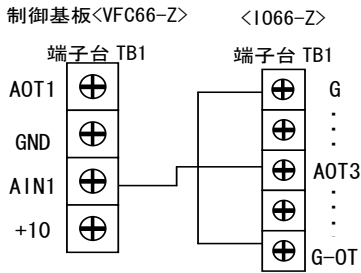 制御基板<VFC66-Z>
<IO66-Z>
端子台 TB1
端子台 TB1
AOT1
GND
AIN1
+10
G
AOT3
G-OT